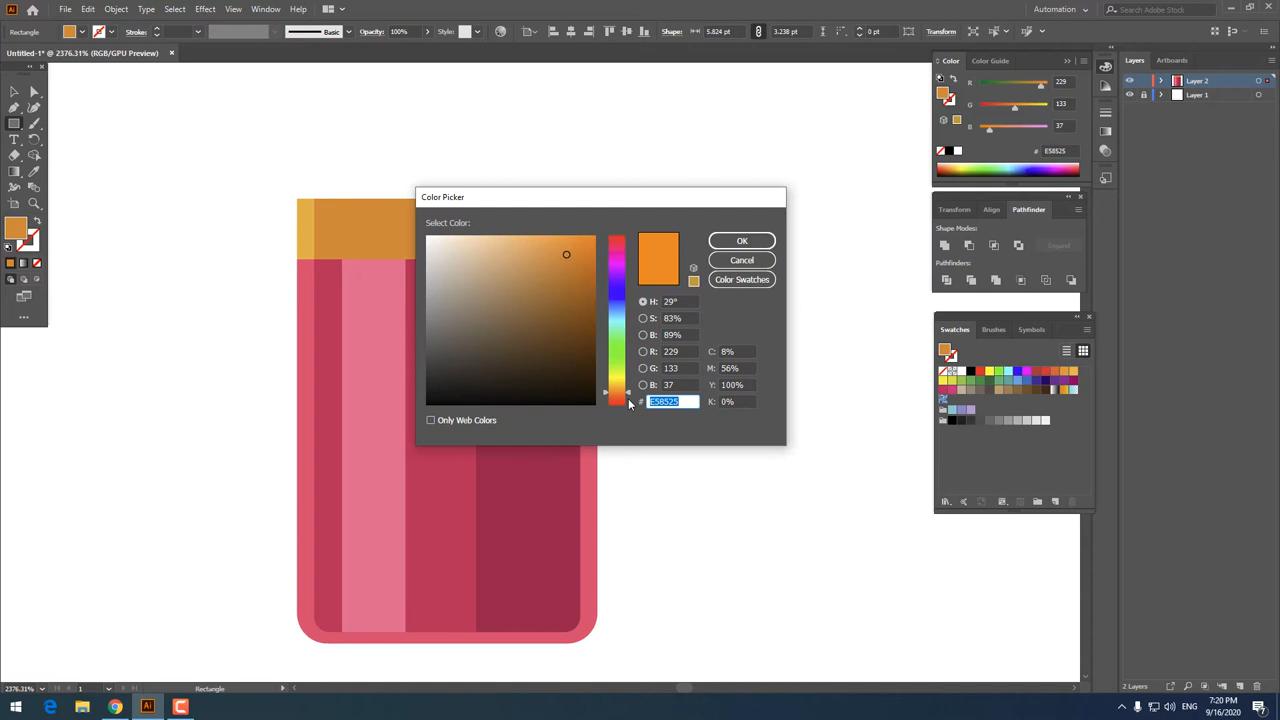 Ai File Edit Object Type Select Effect View Window Help Automation Search Adobe Stock
Rectangle Stroke: Basic Opacity: 100% Style: Shape: 5.824 pt 3.238 pt 0 pt Transform
Untitled-1* @ 2376.31% (RGB/GPU Preview)
Color Color Guide
Layers Artboards
R 229
G 133
B 37
# E58525
Layer 2
Layer 1
Color Picker
Select Color:
OK
Cancel
Color Swatches
H: 29°
S: 83%
B: 89%
R: 229 C: 8%
G: 133 M: 56%
B: 37 Y: 100%
# E58525 K: 0%
Only Web Colors
Transform Align Pathfinder
Shape Modes:
Expand
Pathfinders:
Swatches Brushes Symbols
2376.31% 1 Rectangle
2 Layers
Ai
7:20 PM
9/16/2020